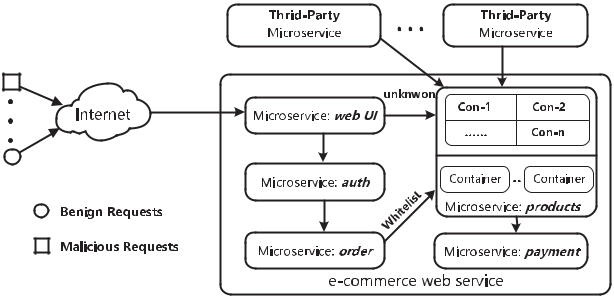 Thrid-Party
Microservice
...
Thrid-Party
Microservice
Internet
unknwon
Microservice: web UI
Con-1
Con-2
......
Con-n
Microservice: auth
Container
..
Container
Whitelist
Microservice: products
Benign Requests
Malicious Requests
Microservice: order
Microservice: payment
e-commerce web service